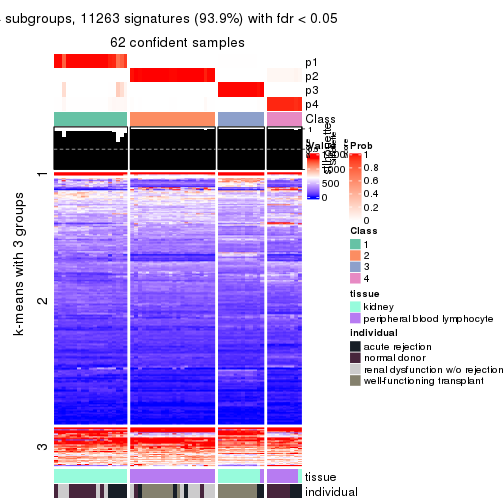 subgroups, 11263 signatures (93.9%) with fdr < 0.05
62 confident samples
p1
p2
p3
p4
Class
1
2
3
k-means with 3 groups
tissue
individual
Value
1000
500
0
Prob
1
0.8
0.6
0.4
0.2
0
Class
1
2
3
4
tissue
kidney
peripheral blood lymphocyte
individual
acute rejection
normal donor
renal dysfunction w/o rejection
well-functioning transplant